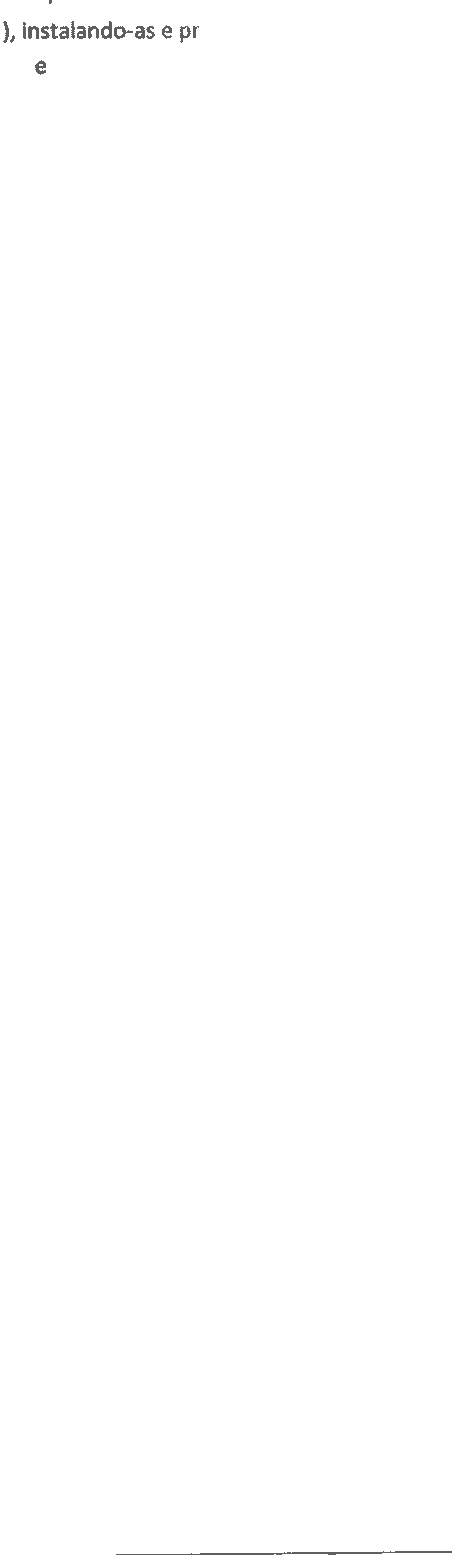 ), instalando-as e pr
e